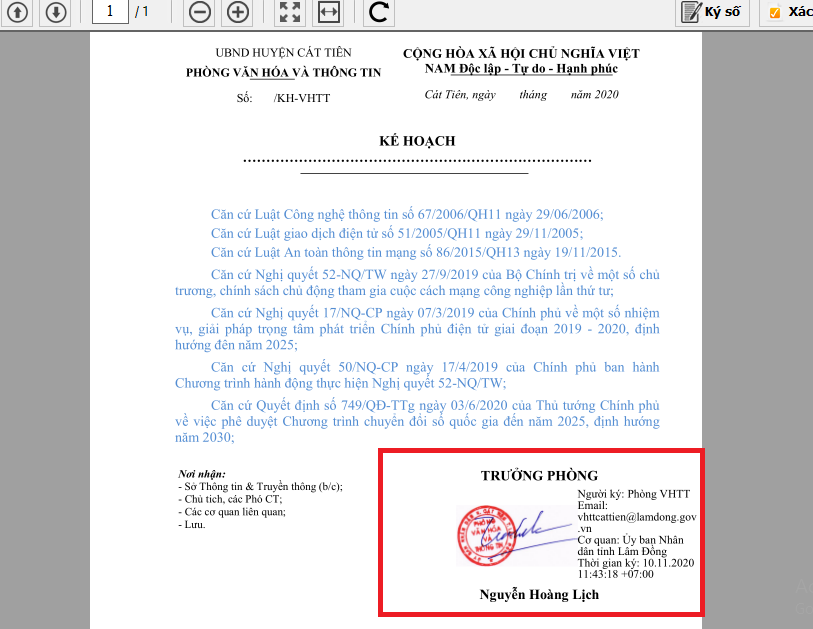 1 / 1
Ký số
Xác
UBND HUYỆN CÁT TIÊN
PHÒNG VĂN HÓA VÀ THÔNG TIN
Số: /KH-VHTT
CỘNG HÒA XÃ HỘI CHỦ NGHĨA VIỆT
NAM Độc lập - Tự do - Hạnh phúc
Cát Tiên, ngày tháng năm 2020
KẾ HOẠCH
...........................................................................
Căn cứ Luật Công nghệ thông tin số 67/2006/QH11 ngày 29/06/2006;
Căn cứ Luật giao dịch điện tử số 51/2005/QH11 ngày 29/11/2005;
Căn cứ Luật An toàn thông tin mạng số 86/2015/QH13 ngày 19/11/2015.
Căn cứ Nghị quyết 52-NQ/TW ngày 27/9/2019 của Bộ Chính trị về một số chủ
trương, chính sách chủ động tham gia cuộc cách mạng công nghiệp lần thứ tư;
Căn cứ Nghị quyết 17/NQ-CP ngày 07/3/2019 của Chính phủ về một số nhiệm
vụ, giải pháp trọng tâm phát triển Chính phủ điện tử giai đoạn 2019 - 2020, định
hướng đên năm 2025;
Căn cứ Nghị quyết 50/NQ-CP ngày 17/4/2019 của Chính phủ ban hành
Chương trình hành động thực hiện Nghị quyết 52-NQ/TW;
Căn cứ Quyết định số 749/QĐ-TTg ngày 03/6/2020 của Thủ tướng Chính phủ
về việc phê duyệt Chương trình chuyển đổi số quốc gia đến năm 2025, định hướng
năm 2030;
Nơi nhận:
- Sở Thông tin & Truyền thông (b/c);
- Chủ tịch, các Phó CT;
- Các cơ quan liên quan;
- Lưu.
TRƯỞNG PHÒNG
PHÒNG
VĂN HÓA
VÀ
THÔNG TIN
Người ký: Phòng VHTT
Email:
vhttcattien@lamdong.gov
.vn
Cơ quan: Ủy ban Nhân
dân tỉnh Lâm Đồng
Thời gian ký: 10.11.2020
11:43:18 +07:00
Nguyễn Hoàng Lịch